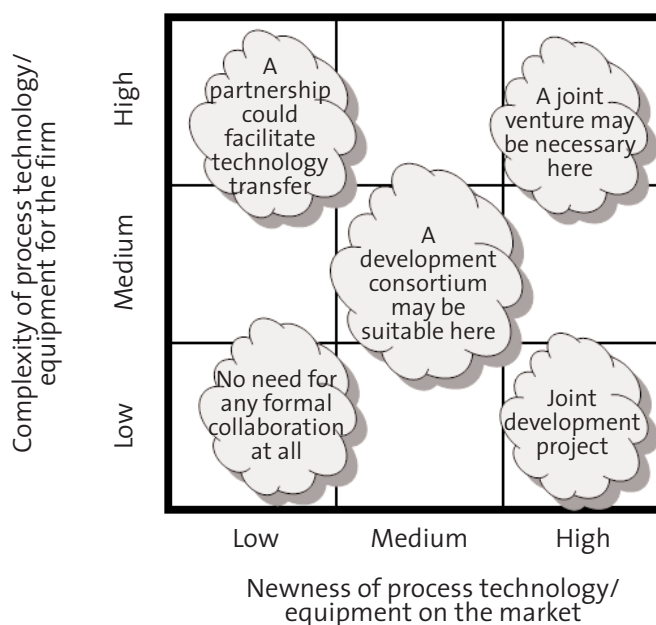 Complexity of process technology/
equipment for the firm
High
Medium
Low
A
partnership
could
facilitate
technology
transfer
A joint
venture may
be necessary
here
A
development
consortium
may be
suitable here
No need for
any formal
collaboration
at all
Joint
development
project
Low
Medium
High
Newness of process technology/
equipment on the market